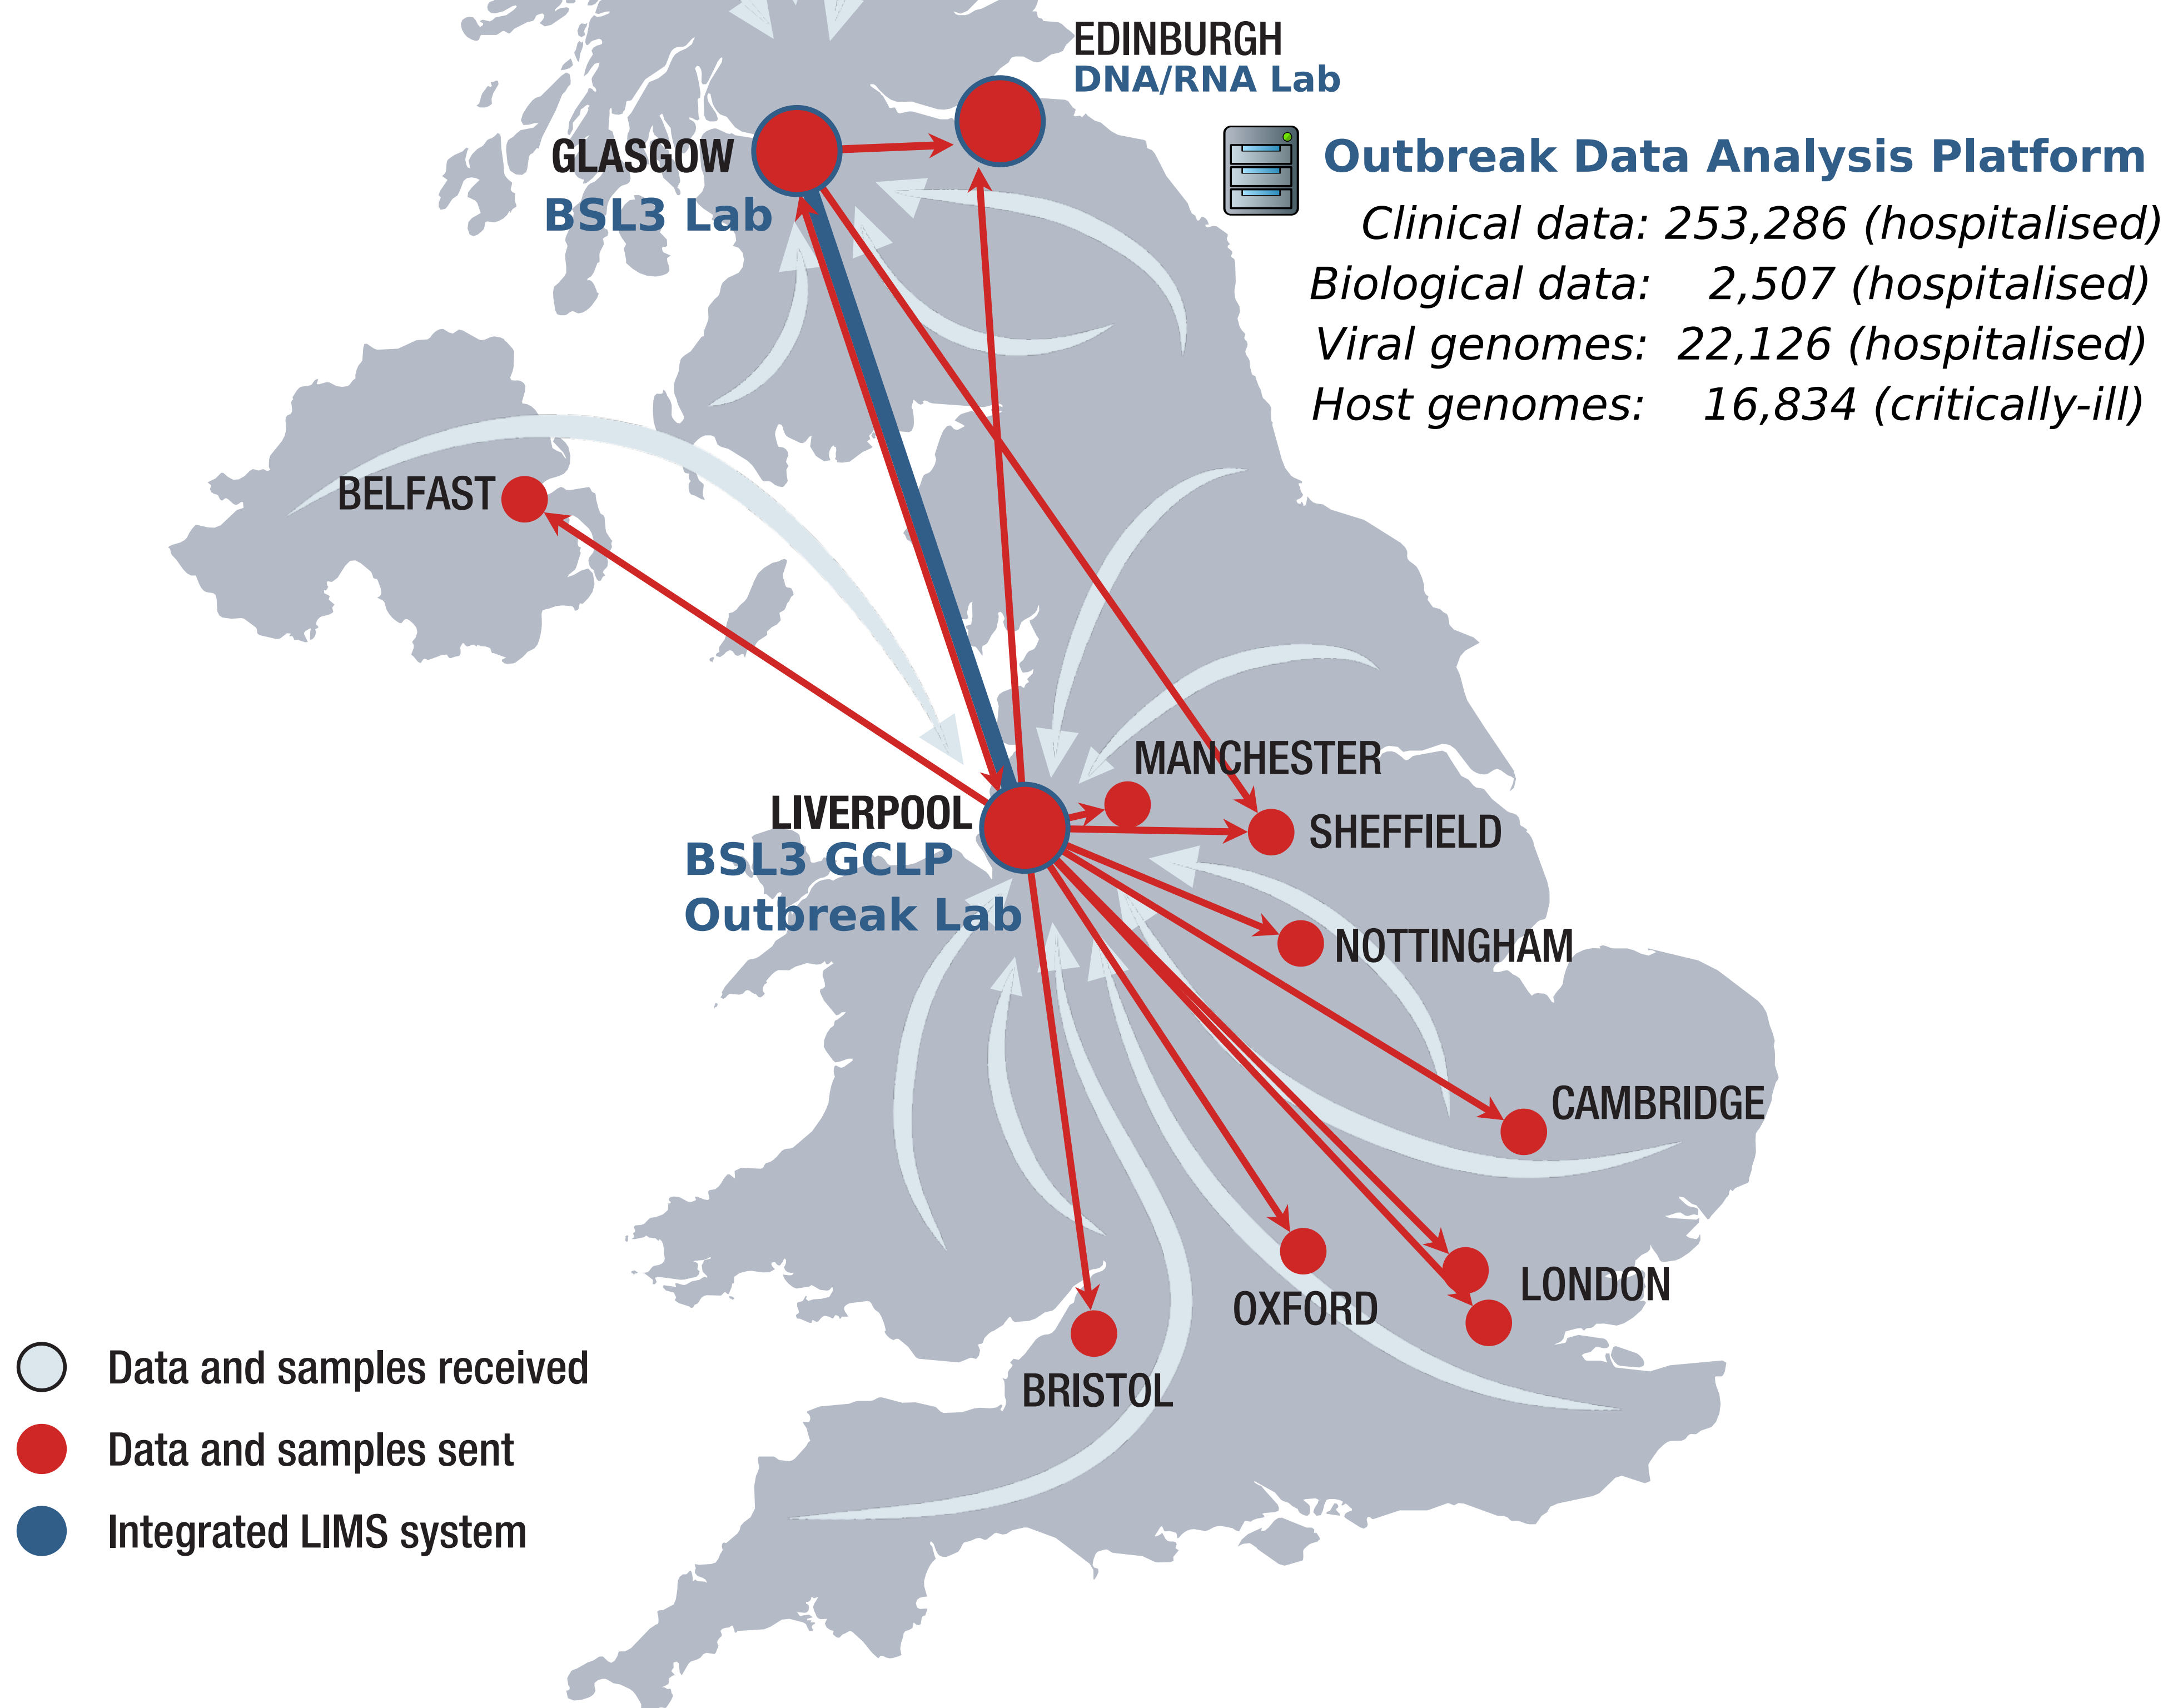 EDINBURGH
DNA/RNA Lab
GLASGOW
BSL3 Lab
Outbreak Data Analysis Platform
Clinical data: 253,286 (hospitalised)
Biological data: 2,507 (hospitalised)
Viral genomes: 22,126 (hospitalised)
Host genomes: 16,834 (critically-ill)
BELFAST
MANCHESTER
LIVERPOOL
BSL3 GCLP
Outbreak Lab
SHEFFIELD
NOTTINGHAM
CAMBRIDGE
LONDON
OXFORD
BRISTOL
Data and samples received
Data and samples sent
Integrated LIMS system